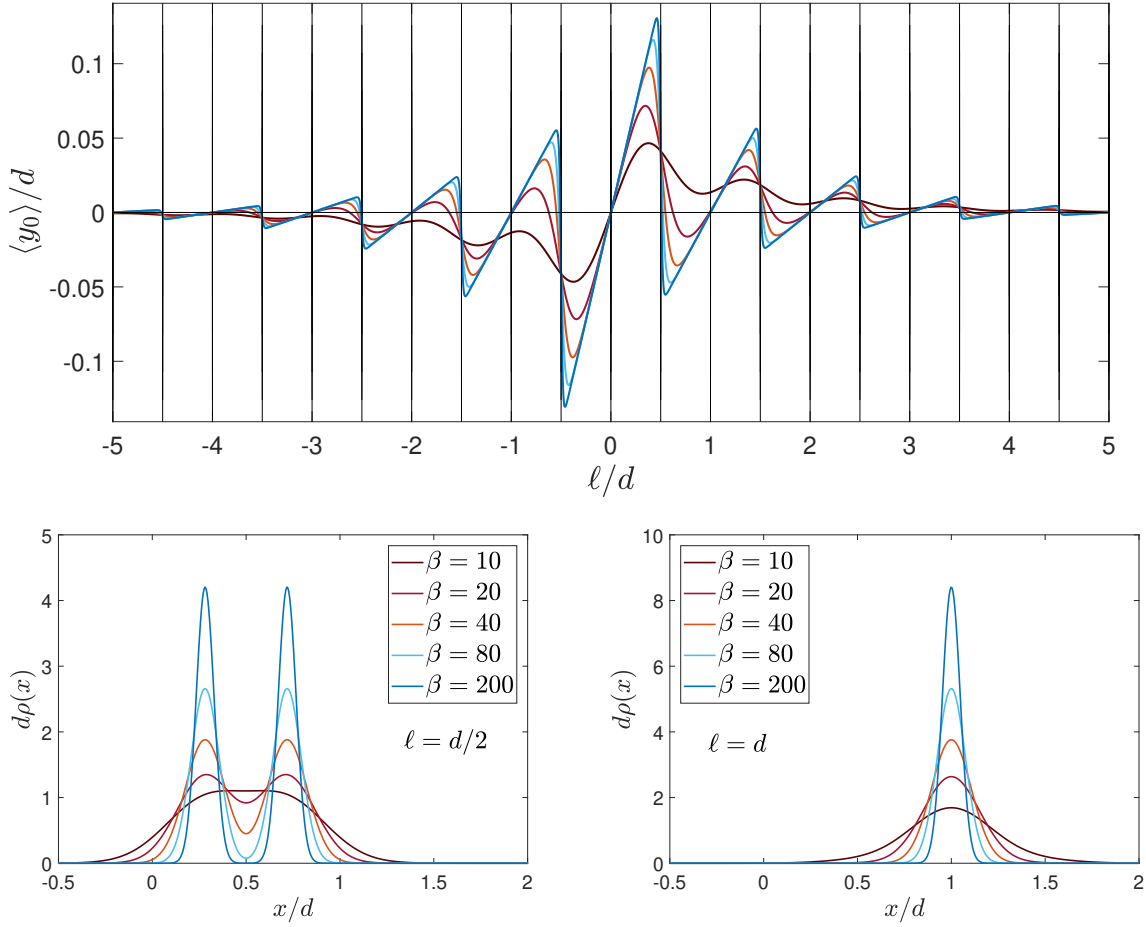 ⟨y₀⟩/d
0.1
0.05
0
-0.05
-0.1
-5 -4 -3 -2 -1 0 1 2 3 4 5
ℓ/d
dρ(x)
5
4
3
2
1
0
β = 10
β = 20
β = 40
β = 80
β = 200
ℓ = d/2
-0.5 0 0.5 1 1.5 2
x/d
dρ(x)
10
8
6
4
2
0
β = 10
β = 20
β = 40
β = 80
β = 200
ℓ = d
-0.5 0 0.5 1 1.5 2
x/d